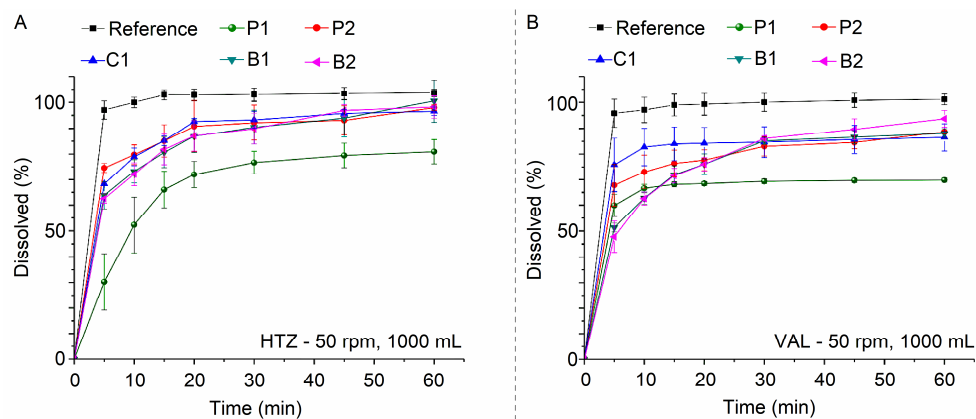 A
Reference P1 P2
C1 B1 B2
100
50
0
Dissolved (%)
0 10 20 30 40 50 60
Time (min)
HTZ - 50 rpm, 1000 mL
B
Reference P1 P2
C1 B1 B2
100
50
0
Dissolved (%)
0 10 20 30 40 50 60
Time (min)
VAL - 50 rpm, 1000 mL